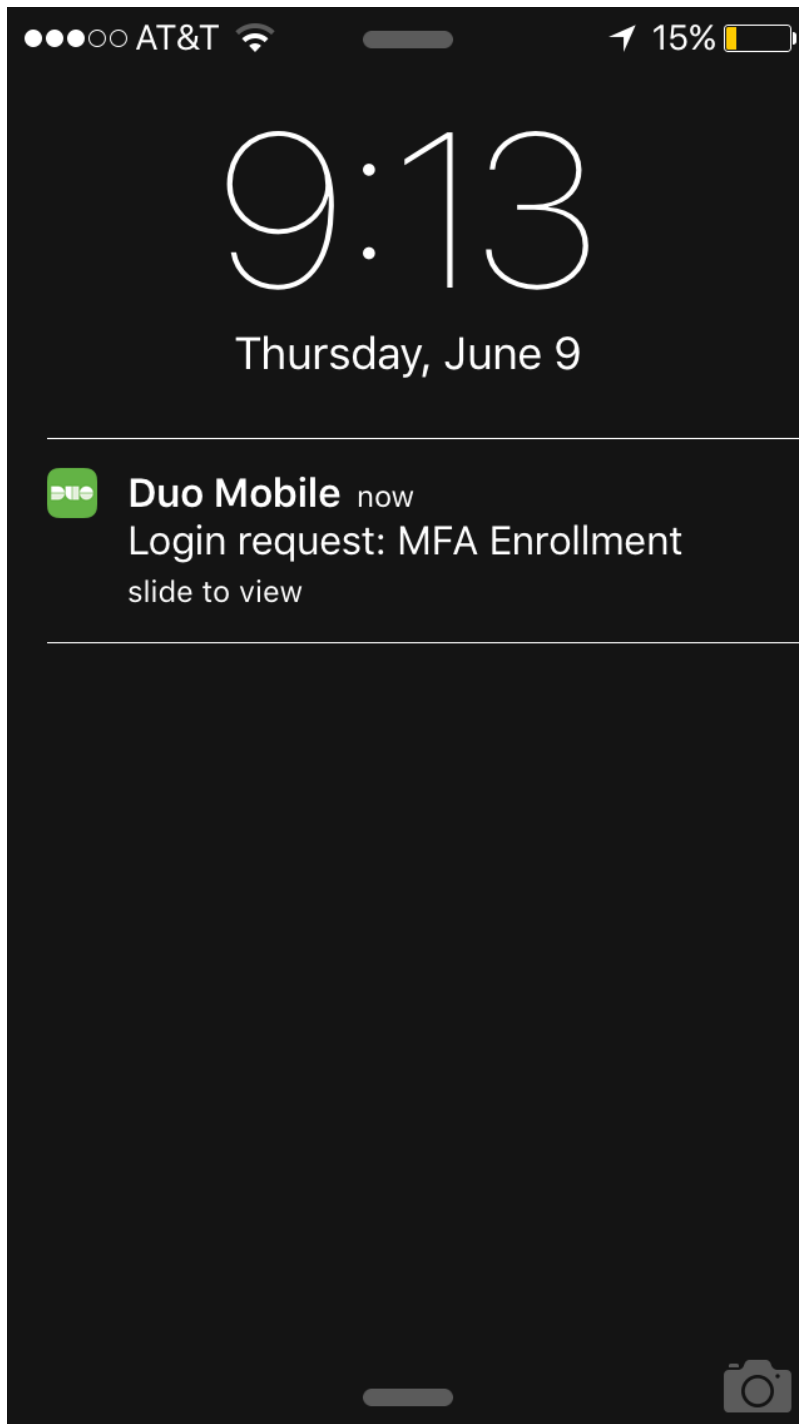 AT&T 15%
9:13
Thursday, June 9
DUO Duo Mobile now
Login request: MFA Enrollment
slide to view